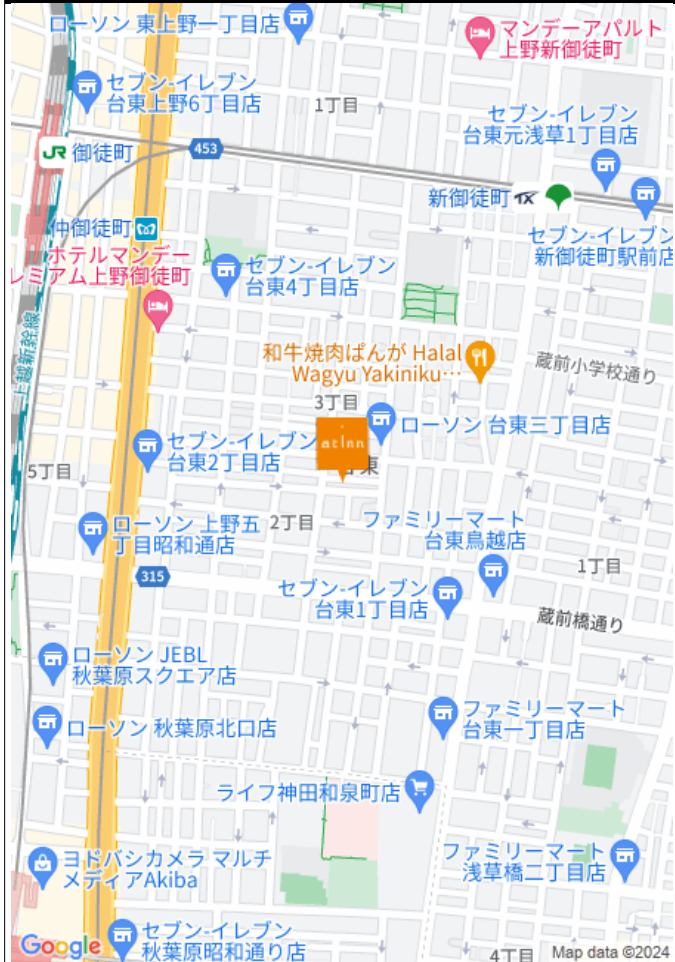 ローソン 東上野一丁目店
マンデーアパルト
上野新御徒町
セブン-イレブン
台東上野6丁目店
1丁目
セブン-イレブン
台東元浅草1丁目店
453
JR 御徒町
新御徒町
TX
仲御徒町
セブン-イレブン
新御徒町駅前店
ホテルマンデー
レミアム上野御徒町
セブン-イレブン
台東4丁目店
上越新幹線
和牛焼肉ぱんが Halal
Wagyu Yakiniku…
蔵前小学校通り
3丁目
ローソン 台東三丁目店
at inn
セブン-イレブン
台東2丁目店
東
5丁目
2丁目
ローソン 上野五
丁目昭和通店
ファミリーマート
台東鳥越店
1丁目
315
セブン-イレブン
台東1丁目店
蔵前橋通り
ローソン JEBL
秋葉原スクエア店
ファミリーマート
台東一丁目店
ローソン 秋葉原北口店
ライフ神田和泉町店
ヨドバシカメラ マルチ
メディアAkiba
ファミリーマート
浅草橋二丁目店
セブン-イレブン
秋葉原昭和通り店
Google
4丁目
Map data ©2024